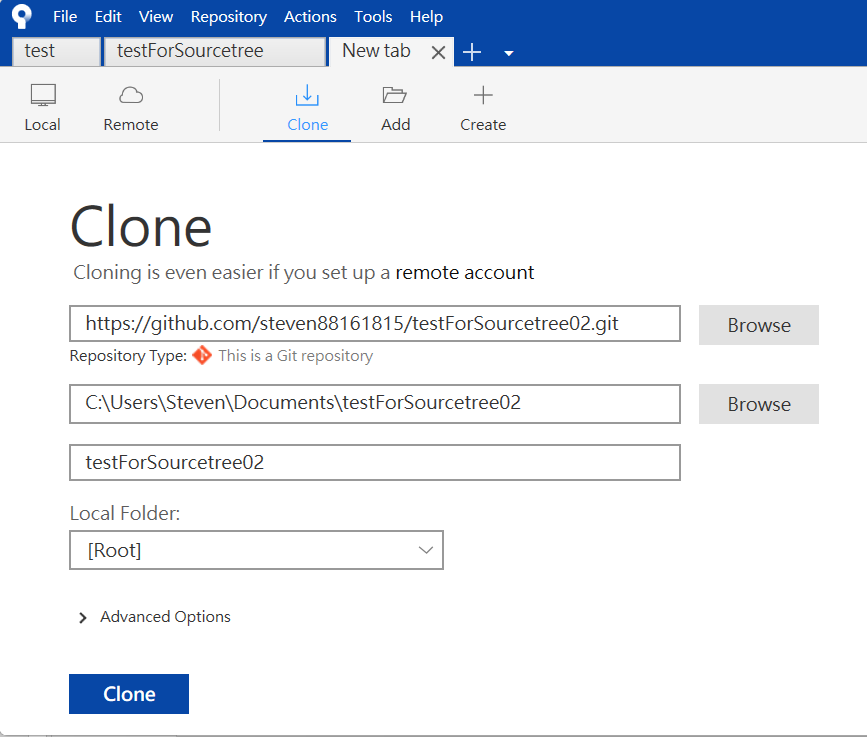 File Edit View Repository Actions Tools Help
test testForSourcetree New tab
Local Remote Clone Add Create
Clone
Cloning is even easier if you set up a remote account
https://github.com/steven88161815/testForSourcetree02.git Browse
Repository Type: This is a Git repository
C:\Users\Steven\Documents\testForSourcetree02 Browse
testForSourcetree02
Local Folder:
[Root]
Advanced Options
Clone